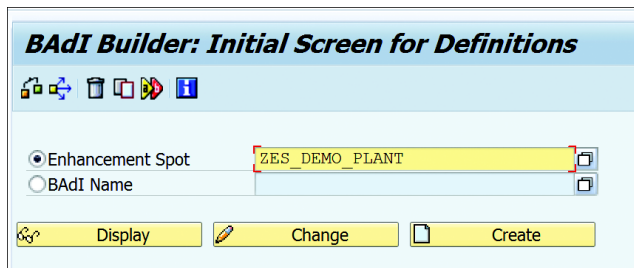 BAdI Builder: Initial Screen for Definitions
Enhancement Spot ZES_DEMO_PLANT
BAdI Name
Display Change Create